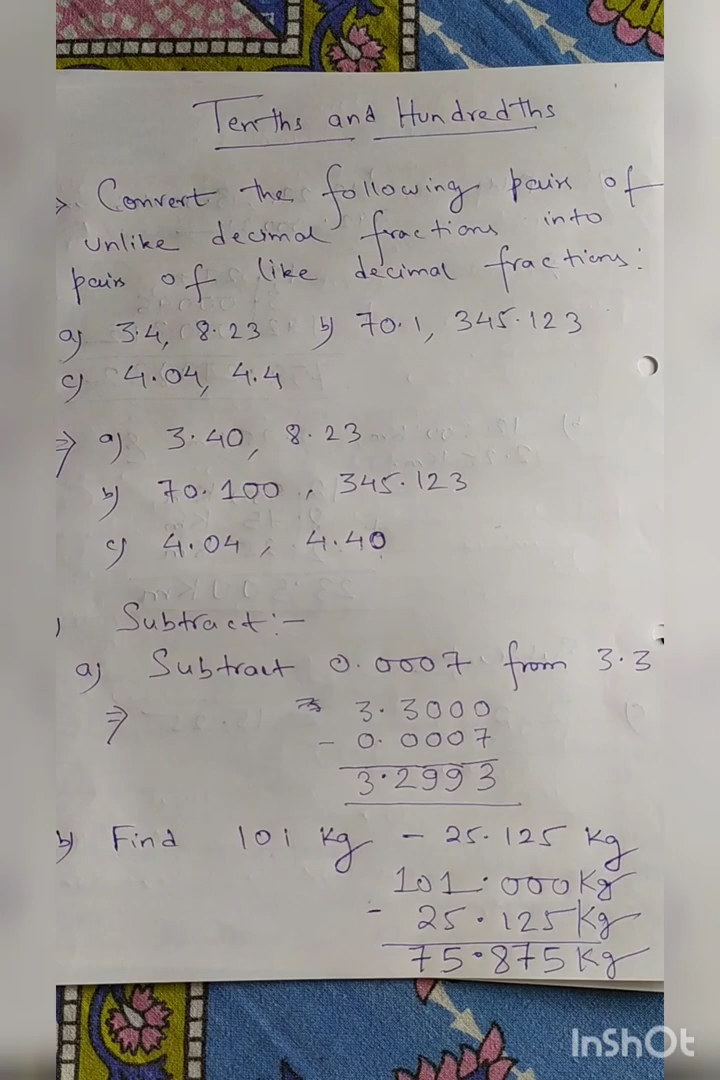 Tenths and Hundredths
> Convert the following pairs of
unlike decimal fractions into
pairs of like decimal fractions:
a) 3.4, 8.23 b) 70.1, 345.123
c) 4.04, 4.4
⇒ a) 3.40, 8.23
b) 70.100, 345.123
c) 4.04, 4.40
) Subtract:-
a) Subtract 0.0007 from 3.3
⇒ 3.3000
- 0.0007
3.2993
b) Find 101 Kg - 25.125 Kg
101.000 Kg
- 25.125 Kg
75.875 Kg
InShOt